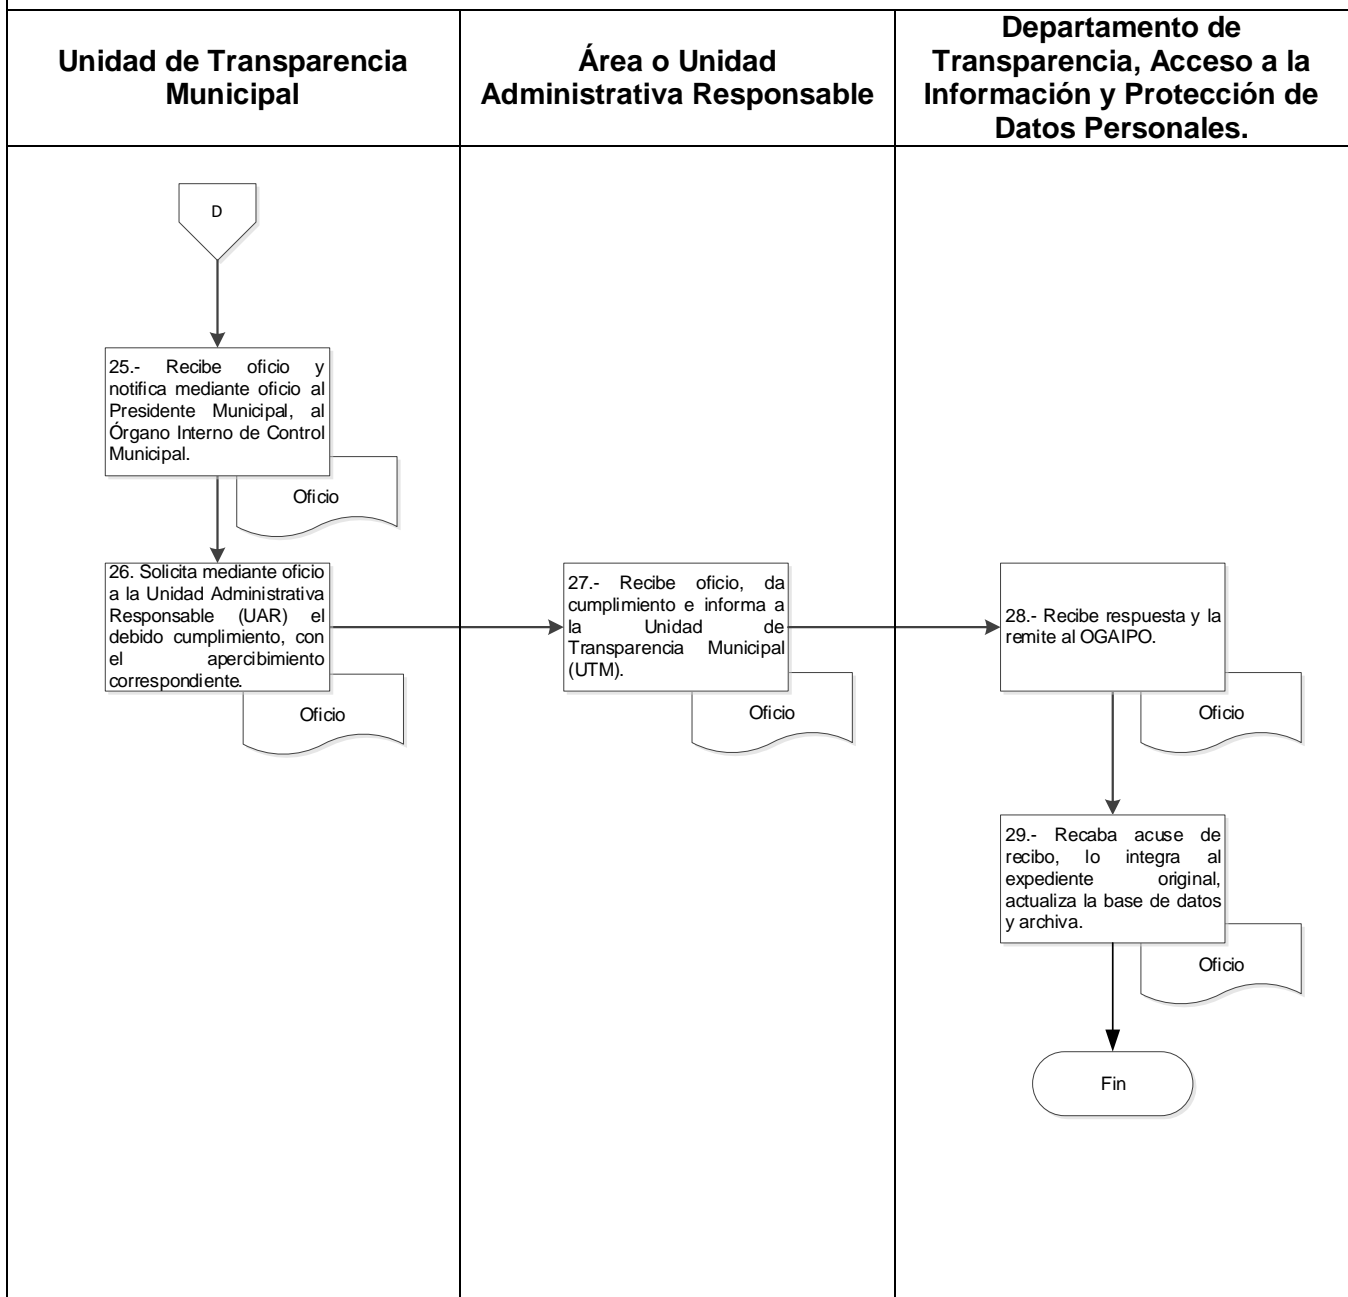 Unidad de Transparencia
Municipal
Área o Unidad
Administrativa Responsable
Departamento de
Transparencia, Acceso a la
Información y Protección de
Datos Personales.
D
25.- Recibe oficio y
notifica mediante oficio al
Presidente Municipal, al
Órgano Interno de Control
Municipal.
Oficio
26. Solicita mediante oficio
a la Unidad Administrativa
Responsable (UAR) el
debido cumplimiento, con
el apercibimiento
correspondiente.
Oficio
27.- Recibe oficio, da
cumplimiento e informa a
la Unidad de
Transparencia Municipal
(UTM).
Oficio
28.- Recibe respuesta y la
remite al OGAIPO.
Oficio
29.- Recaba acuse de
recibo, lo integra al
expediente original,
actualiza la base de datos
y archiva.
Oficio
Fin